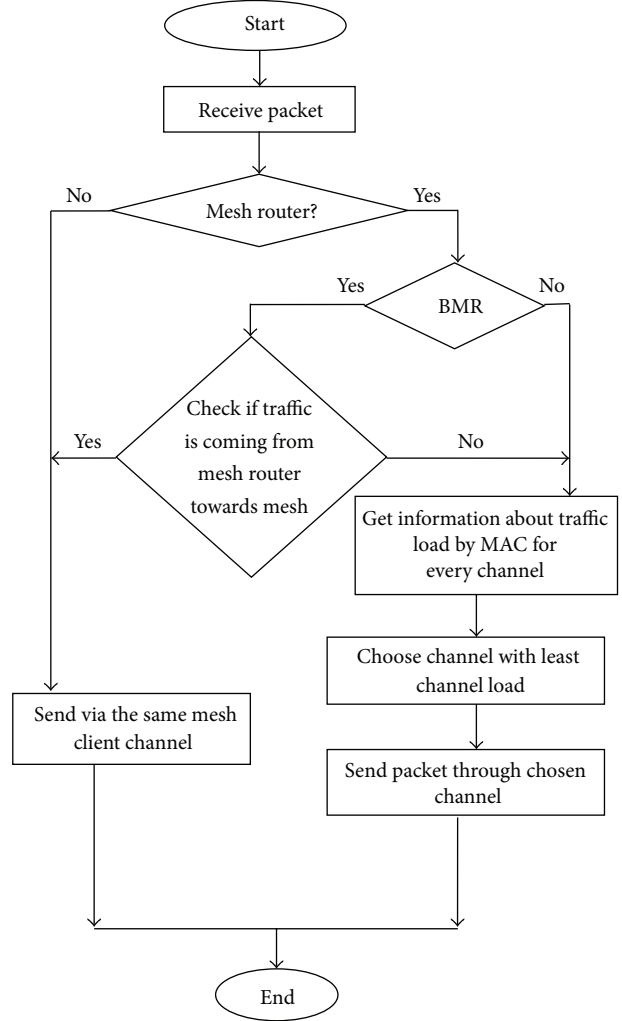 Start
Receive packet
No
Yes
Mesh router?
Yes
No
BMR
Check if traffic
is coming from
mesh router
towards mesh
Yes
No
Get information about traffic
load by MAC for
every channel
Choose channel with least
channel load
Send via the same mesh
client channel
Send packet through chosen
channel
End